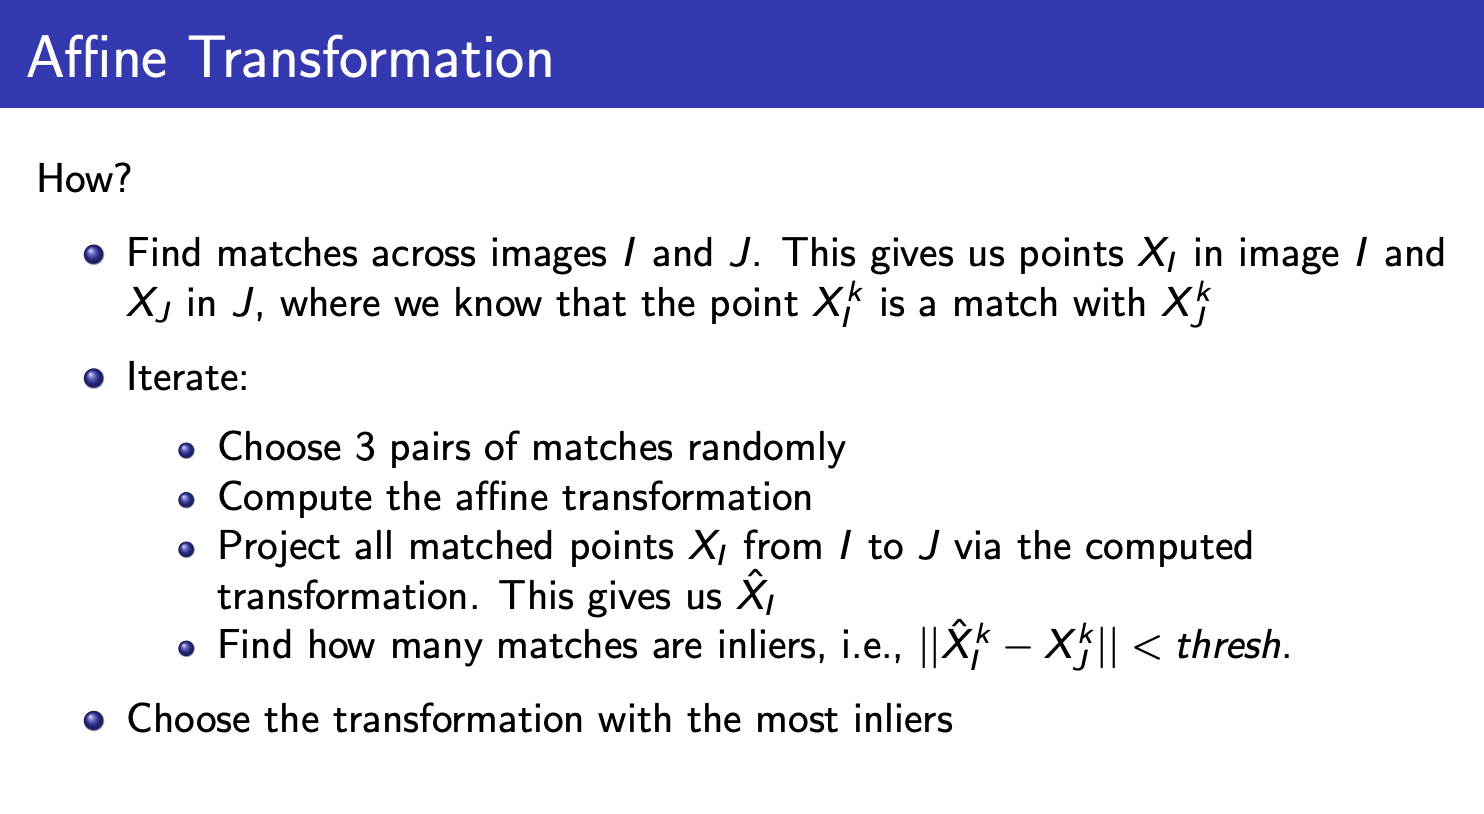 Affine Transformation
How?
Find matches across images I and J. This gives us points X_I in image I and
X_J in J, where we know that the point X_I^k is a match with X_J^k
Iterate:
Choose 3 pairs of matches randomly
Compute the affine transformation
Project all matched points X_I from I to J via the computed
transformation. This gives us X̂_I
Find how many matches are inliers, i.e., ||X̂_I^k − X_J^k|| < thresh.
Choose the transformation with the most inliers